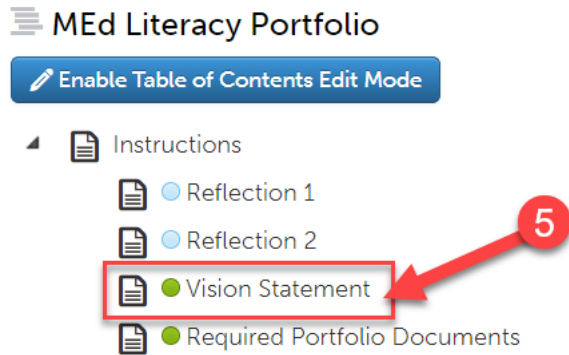 MEd Literacy Portfolio
Enable Table of Contents Edit Mode
Instructions
Reflection 1
Reflection 2
5
Vision Statement
Required Portfolio Documents